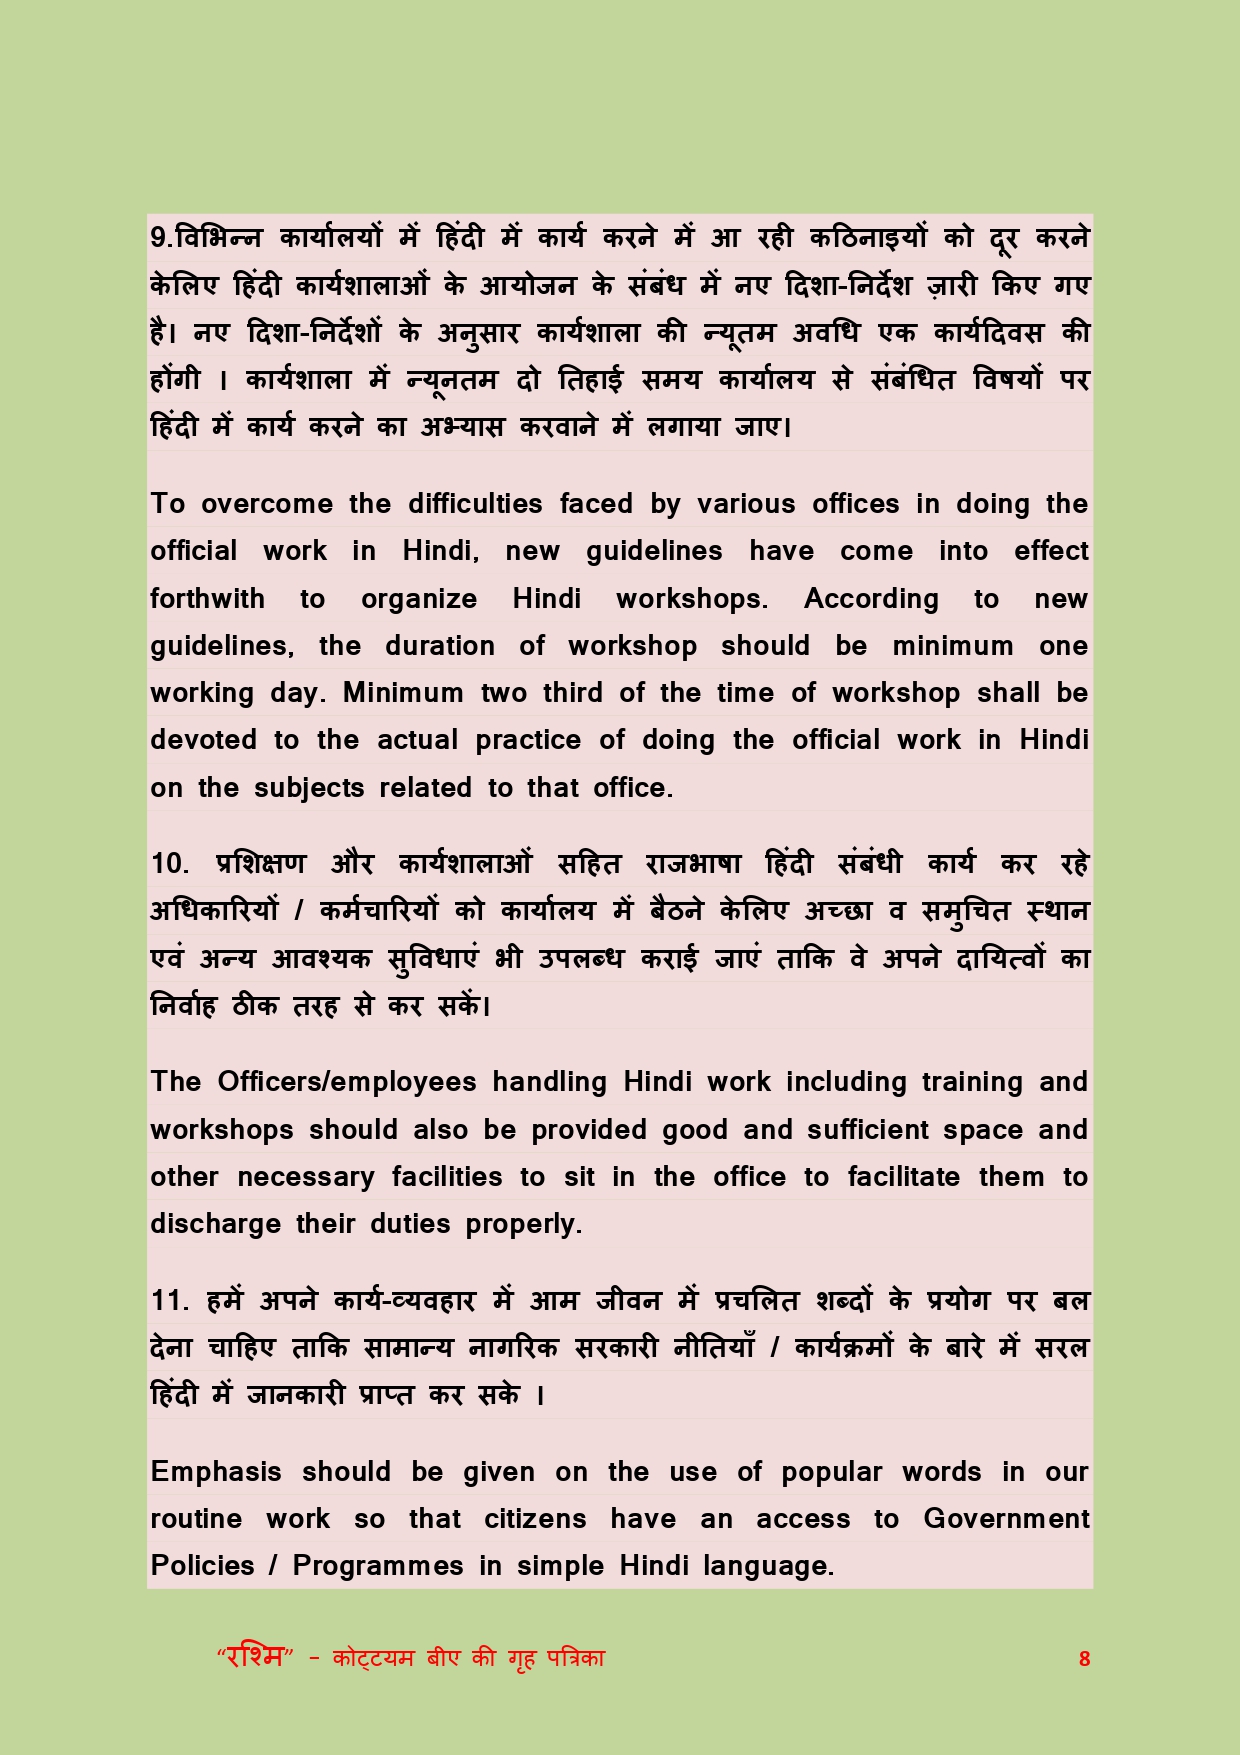 9.विभिन्न कार्यालयों में हिंदी में कार्य करने में आ रही कठिनाइयों को दूर करने
केलिए हिंदी कार्यशालाओं के आयोजन के संबंध में नए दिशा-निर्देश ज़ारी किए गए
है। नए दिशा-निर्देशों के अनुसार कार्यशाला की न्यूतम अवधि एक कार्यदिवस की
होंगी । कार्यशाला में न्यूनतम दो तिहाई समय कार्यालय से संबंधित विषयों पर
हिंदी में कार्य करने का अभ्यास करवाने में लगाया जाए।
To overcome the difficulties faced by various offices in doing the
official work in Hindi, new guidelines have come into effect
forthwith to organize Hindi workshops. According to new
guidelines, the duration of workshop should be minimum one
working day. Minimum two third of the time of workshop shall be
devoted to the actual practice of doing the official work in Hindi
on the subjects related to that office.
10. प्रशिक्षण और कार्यशालाओं सहित राजभाषा हिंदी संबंधी कार्य कर रहे
अधिकारियों / कर्मचारियों को कार्यालय में बैठने केलिए अच्छा व समुचित स्थान
एवं अन्य आवश्यक सुविधाएं भी उपलब्ध कराई जाएं ताकि वे अपने दायित्वों का
निर्वाह ठीक तरह से कर सकें।
The Officers/employees handling Hindi work including training and
workshops should also be provided good and sufficient space and
other necessary facilities to sit in the office to facilitate them to
discharge their duties properly.
11. हमें अपने कार्य-व्यवहार में आम जीवन में प्रचलित शब्दों के प्रयोग पर बल
देना चाहिए ताकि सामान्य नागरिक सरकारी नीतियाँ / कार्यक्रमों के बारे में सरल
हिंदी में जानकारी प्राप्त कर सके ।
Emphasis should be given on the use of popular words in our
routine work so that citizens have an access to Government
Policies / Programmes in simple Hindi language.
“रश्मि” – कोट्टयम बीए की गृह पत्रिका 8